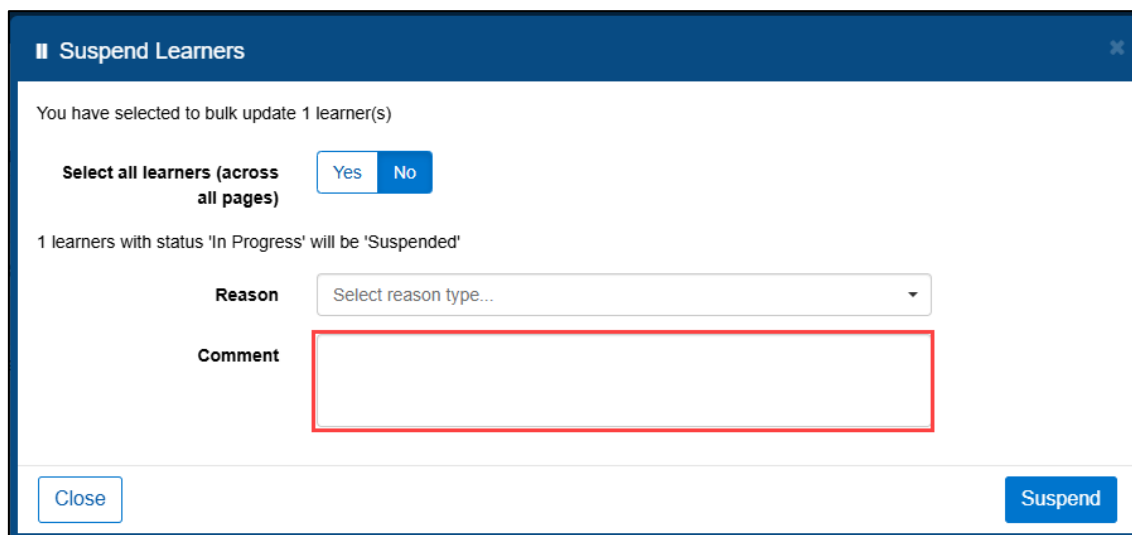 Suspend Learners
You have selected to bulk update 1 learner(s)
Select all learners (across
all pages)
Yes No
1 learners with status 'In Progress' will be 'Suspended'
Reason
Select reason type...
Comment
Close
Suspend